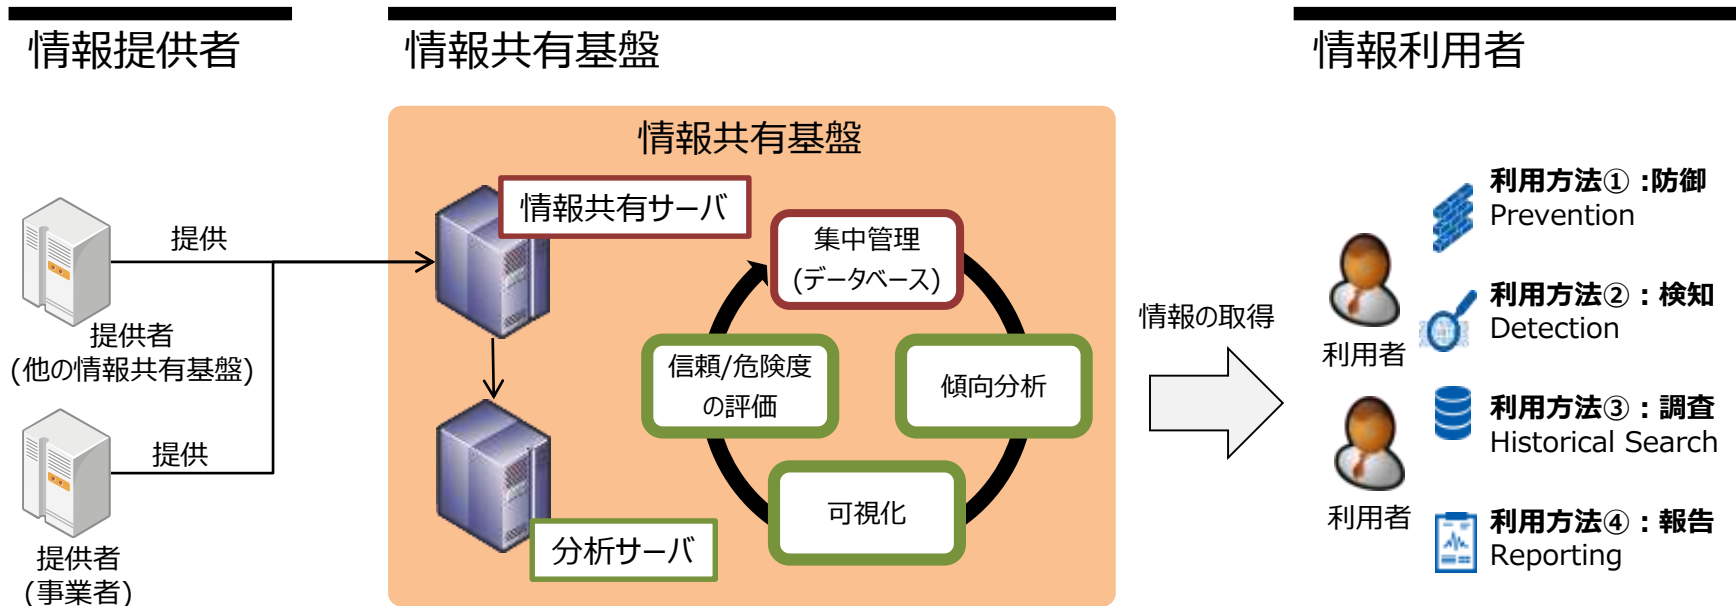 情報提供者
情報共有基盤
情報利用者
情報共有基盤
情報共有サーバ
提供
提供者
(他の情報共有基盤)
提供
提供者
(事業者)
分析サーバ
集中管理
(データベース)
信頼/危険度
の評価
傾向分析
可視化
情報の取得
利用者
利用者
利用方法①:防御
Prevention
利用方法②:検知
Detection
利用方法③:調査
Historical Search
利用方法④:報告
Reporting